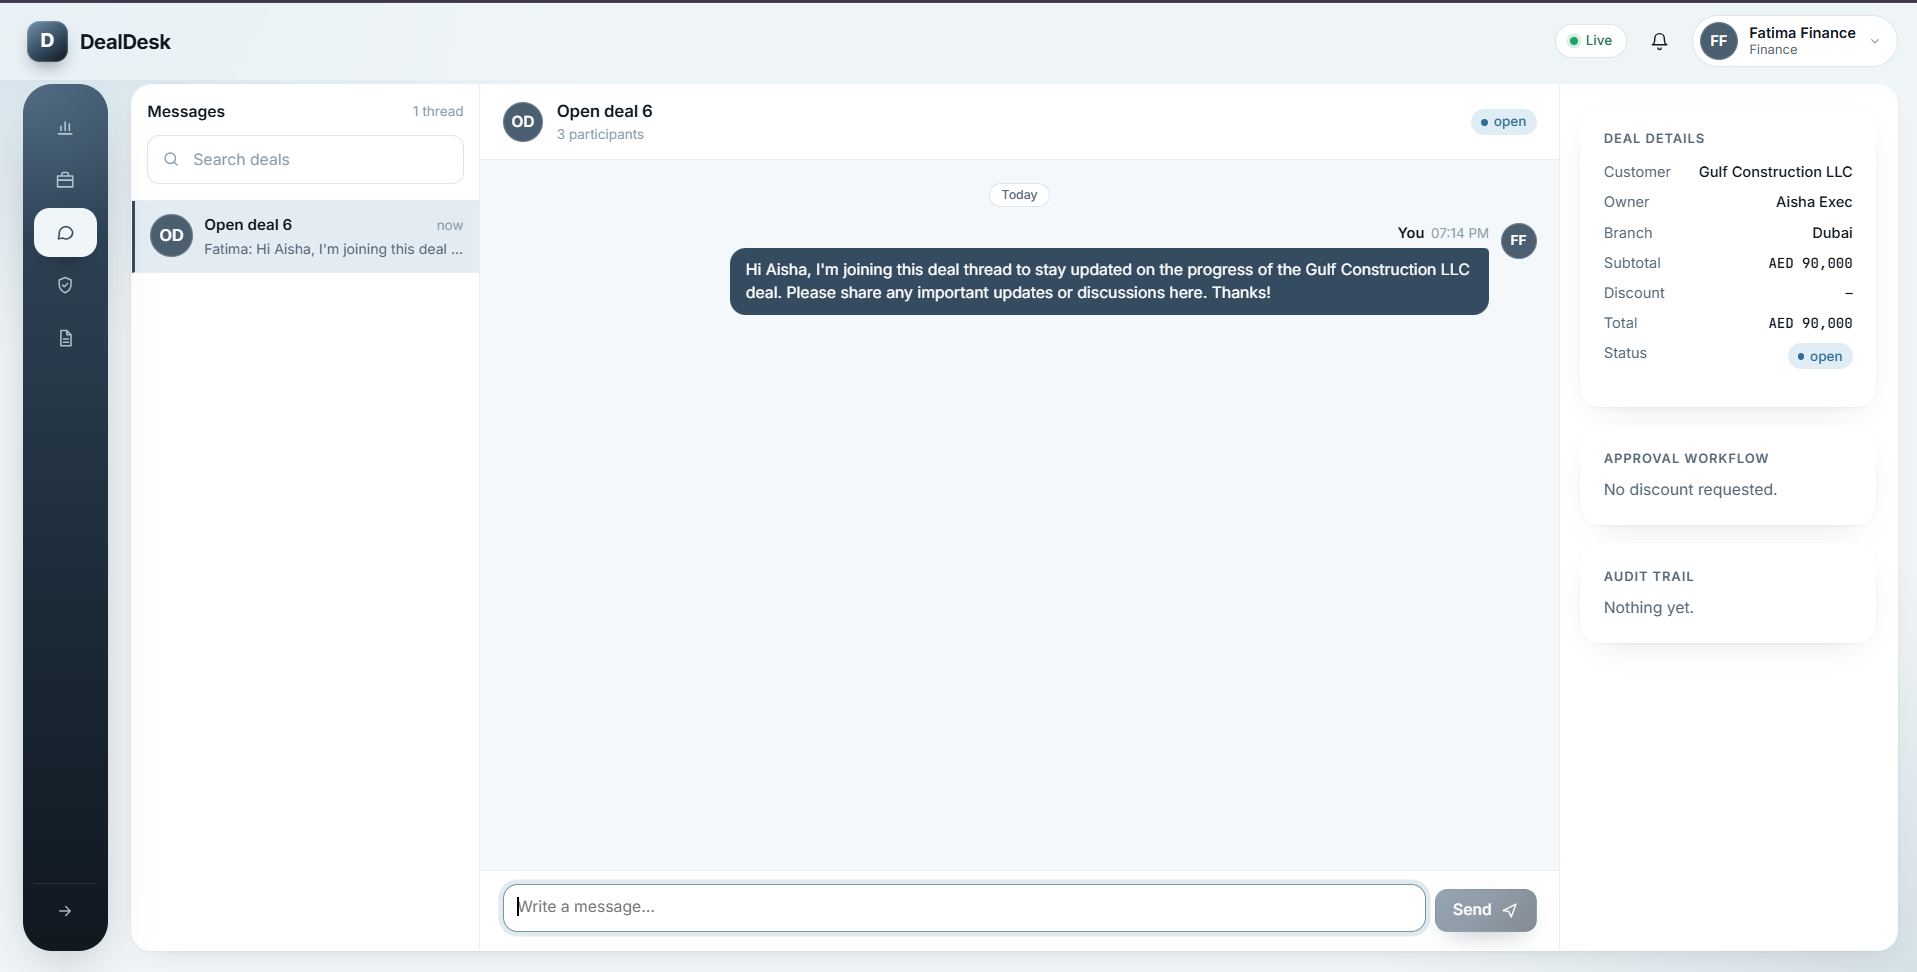 D DealDesk
Live
FF Fatima Finance
Finance
Messages 1 thread
Search deals
OD Open deal 6 now
Fatima: Hi Aisha, I'm joining this deal ...
OD Open deal 6
3 participants
open
Today
You 07:14 PM
FF
Hi Aisha, I'm joining this deal thread to stay updated on the progress of the Gulf Construction LLC
deal. Please share any important updates or discussions here. Thanks!
Write a message...
Send
DEAL DETAILS
Customer Gulf Construction LLC
Owner Aisha Exec
Branch Dubai
Subtotal AED 90,000
Discount –
Total AED 90,000
Status open
APPROVAL WORKFLOW
No discount requested.
AUDIT TRAIL
Nothing yet.